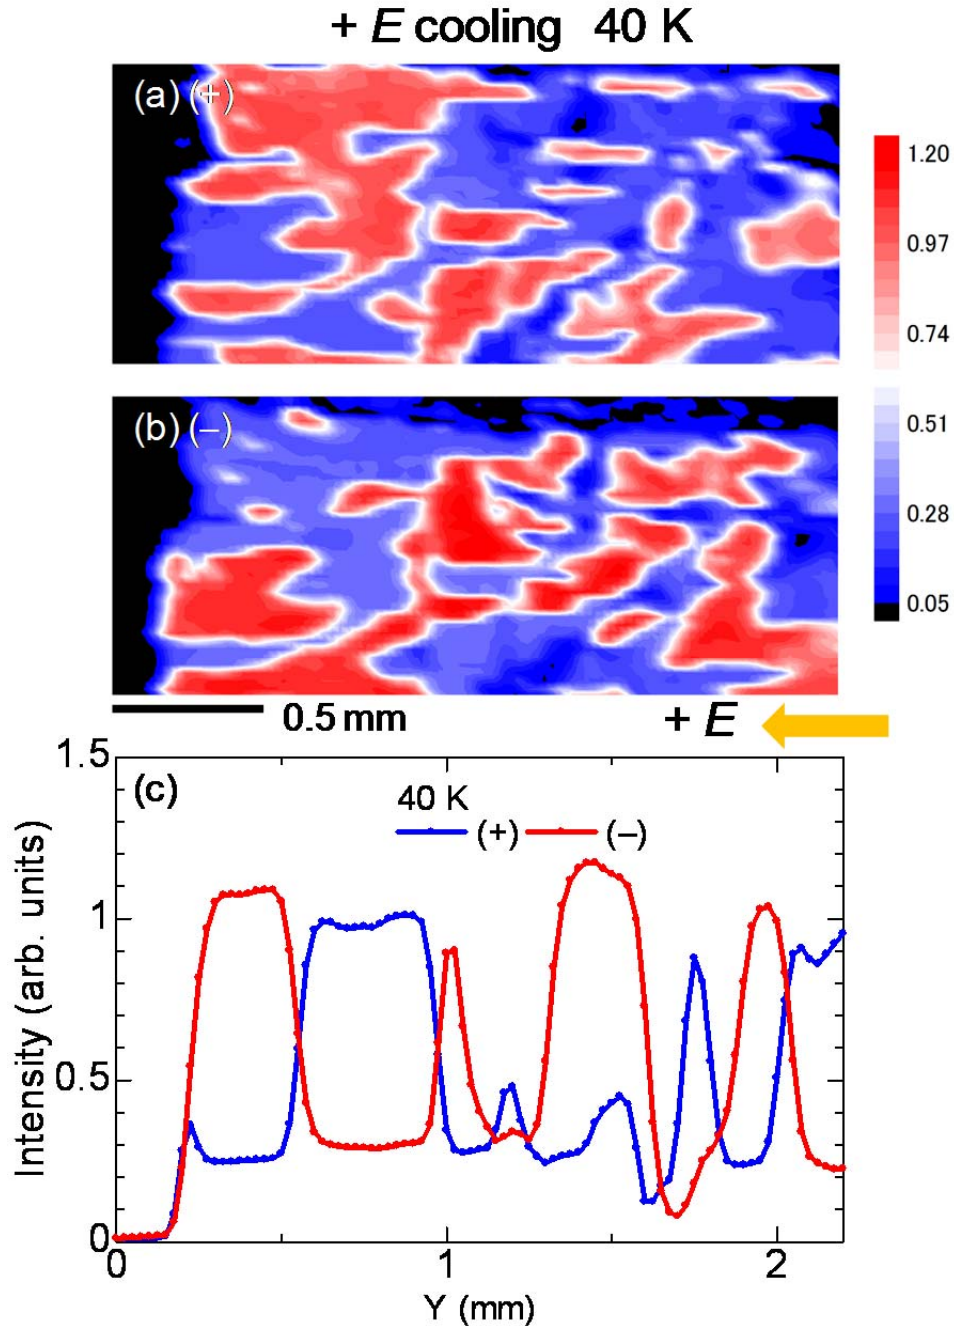 + E cooling 40 K
(a) (+)
1.20
0.97
0.74
0.51
0.28
0.05
(b) (−)
0.5 mm
+ E
(c)
40 K
(+) (−)
1.5
1
0.5
0
Intensity (arb. units)
0 1 2
Y (mm)